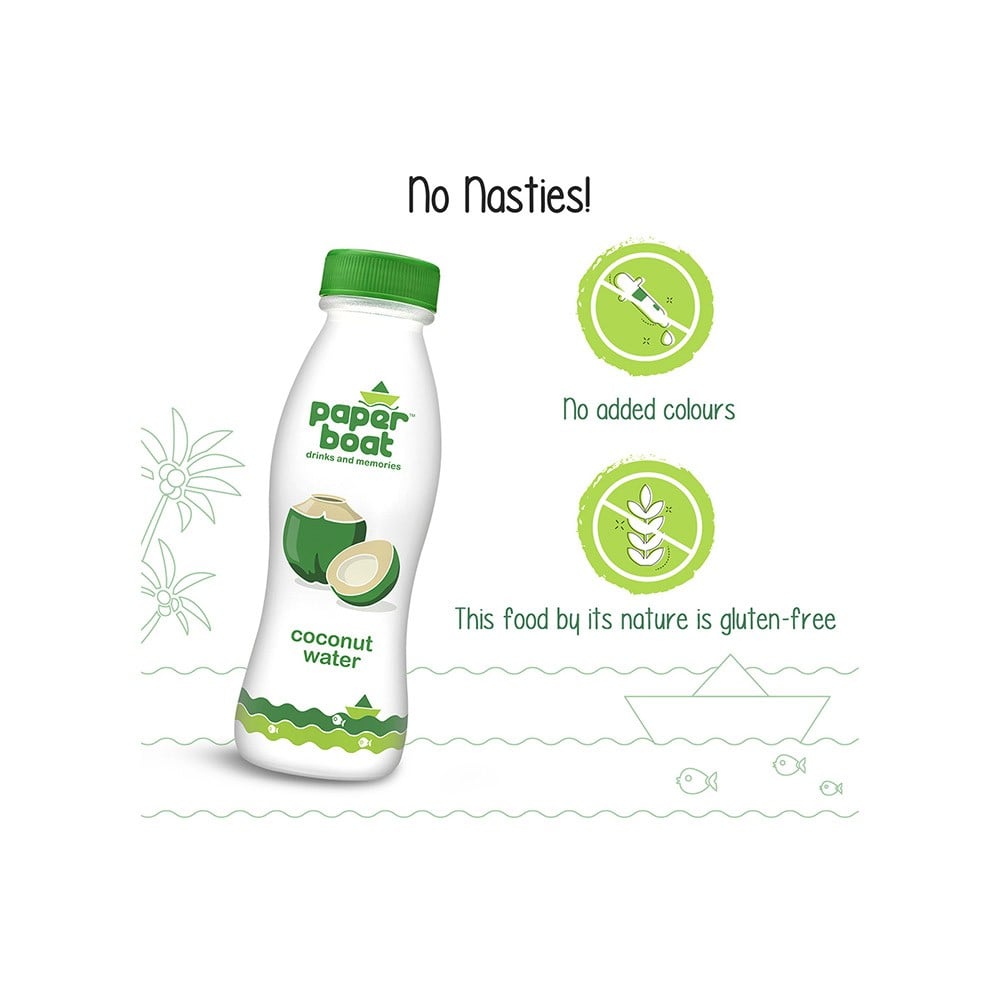 No Nasties!
paper
boat™
drinks and memories
coconut
water
No added colours
This food by its nature is gluten-free